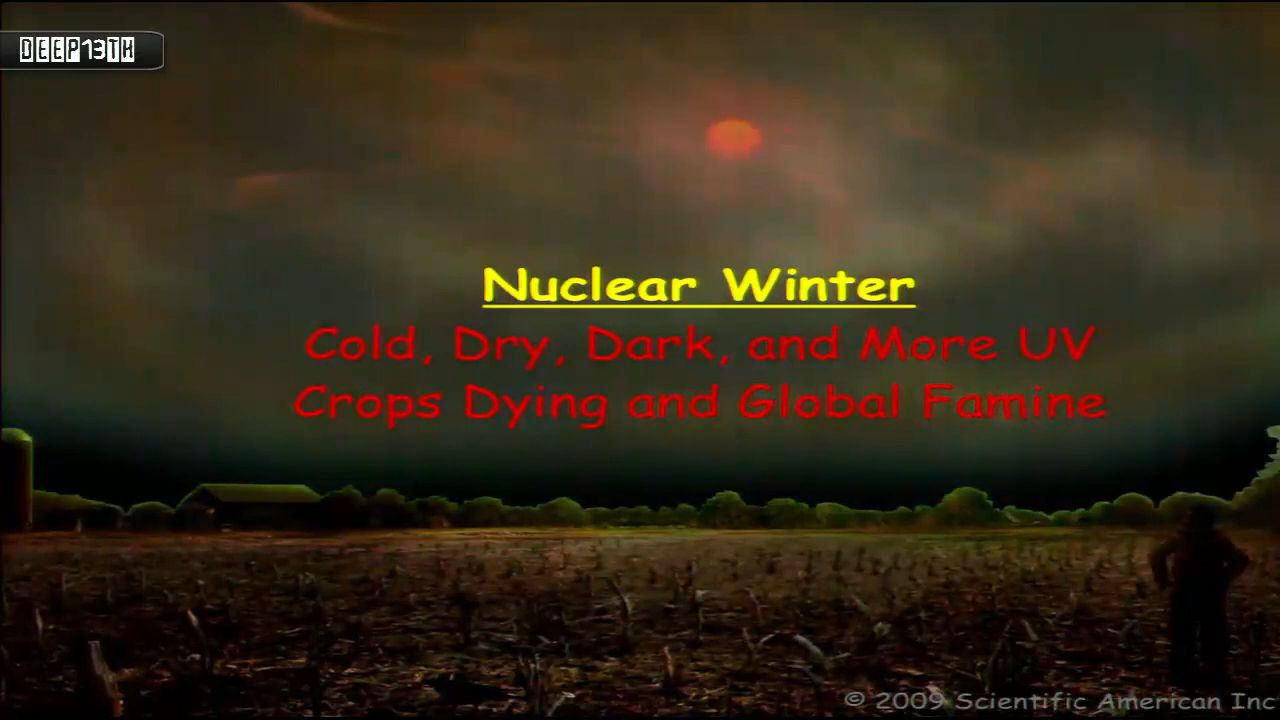 DEEP13TH
Nuclear Winter
Cold, Dry, Dark, and More UV
Crops Dying and Global Famine
© 2009 Scientific American Inc